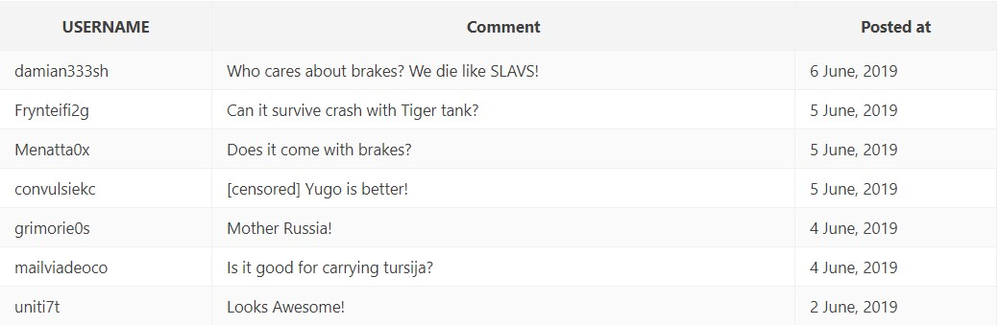 USERNAME Comment Posted at
damian333sh Who cares about brakes? We die like SLAVS! 6 June, 2019
Frynteifi2g Can it survive crash with Tiger tank? 5 June, 2019
Menatta0x Does it come with brakes? 5 June, 2019
convulsiekc [censored] Yugo is better! 5 June, 2019
grimorie0s Mother Russia! 4 June, 2019
mailviadeoco Is it good for carrying tursija? 4 June, 2019
uniti7t Looks Awesome! 2 June, 2019